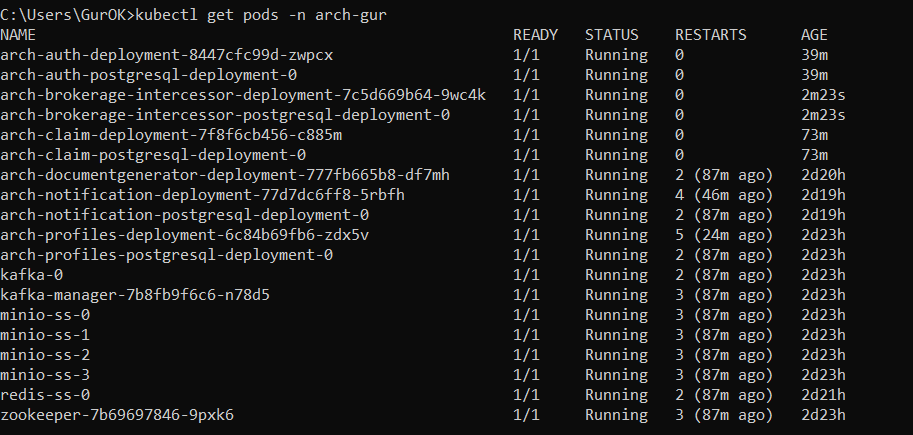 C:\Users\GurOK>kubectl get pods -n arch-gur
NAME READY STATUS RESTARTS AGE
arch-auth-deployment-8447cfc99d-zwpcx 1/1 Running 0 39m
arch-auth-postgresql-deployment-0 1/1 Running 0 39m
arch-brokerage-intercessor-deployment-7c5d669b64-9wc4k 1/1 Running 0 2m23s
arch-brokerage-intercessor-postgresql-deployment-0 1/1 Running 0 2m23s
arch-claim-deployment-7f8f6cb456-c885m 1/1 Running 0 73m
arch-claim-postgresql-deployment-0 1/1 Running 0 73m
arch-documentgenerator-deployment-777fb665b8-df7mh 1/1 Running 2 (87m ago) 2d20h
arch-notification-deployment-77d7dc6ff8-5rbfh 1/1 Running 4 (46m ago) 2d19h
arch-notification-postgresql-deployment-0 1/1 Running 2 (87m ago) 2d19h
arch-profiles-deployment-6c84b69fb6-zdx5v 1/1 Running 5 (24m ago) 2d23h
arch-profiles-postgresql-deployment-0 1/1 Running 2 (87m ago) 2d23h
kafka-0 1/1 Running 2 (87m ago) 2d23h
kafka-manager-7b8fb9f6c6-n78d5 1/1 Running 3 (87m ago) 2d23h
minio-ss-0 1/1 Running 3 (87m ago) 2d23h
minio-ss-1 1/1 Running 3 (87m ago) 2d23h
minio-ss-2 1/1 Running 3 (87m ago) 2d23h
minio-ss-3 1/1 Running 3 (87m ago) 2d23h
redis-ss-0 1/1 Running 2 (87m ago) 2d21h
zookeeper-7b69697846-9pxk6 1/1 Running 3 (87m ago) 2d23h